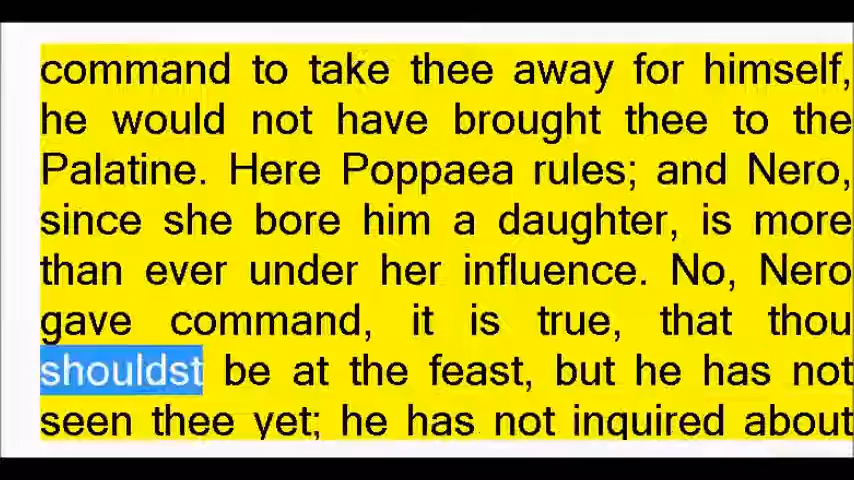 command to take thee away for himself,
he would not have brought thee to the
Palatine. Here Poppaea rules; and Nero,
since she bore him a daughter, is more
than ever under her influence. No, Nero
gave command, it is true, that thou
shouldst be at the feast, but he has not
seen thee yet; he has not inquired about